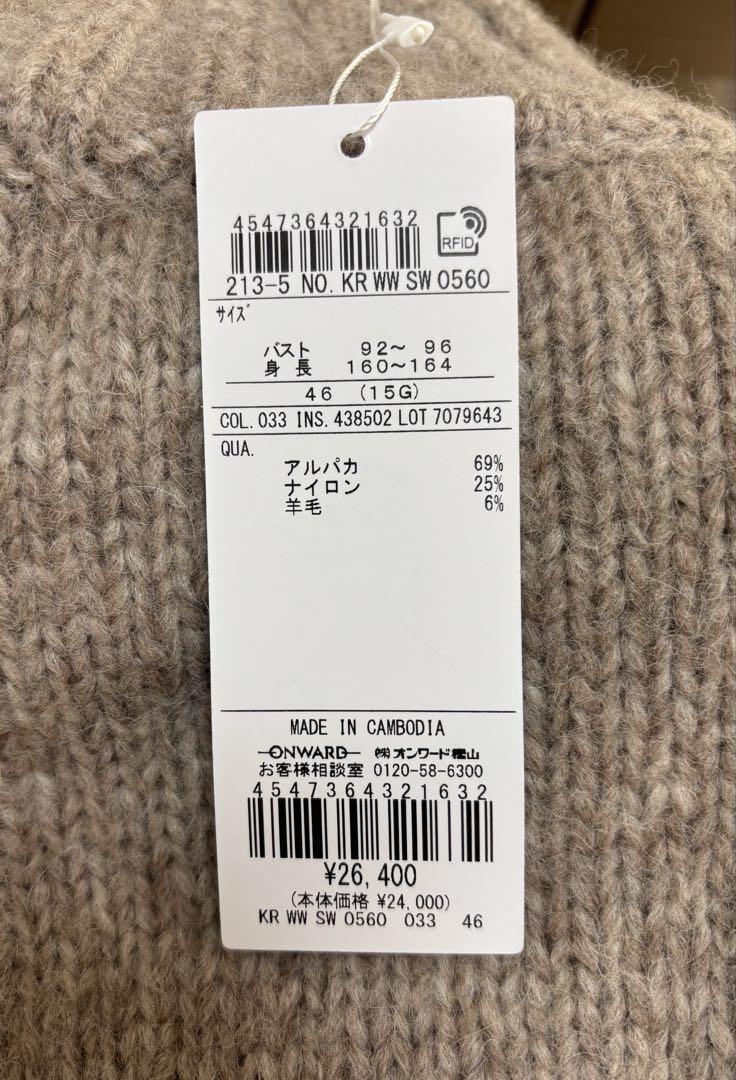 4547364321632
RFID
213-5 NO. KR WW SW 0560
サイズ
バスト 92～ 96
身 長 160～164
46 (15G)
COL. 033 INS. 438502 LOT 7079643
QUA.
アルパカ 69%
ナイロン 25%
羊毛 6%
MADE IN CAMBODIA
ONWARD ㈱オンワード樫山
お客様相談室 0120-58-6300
4547364321632
¥26,400
(本体価格 ¥24,000)
KR WW SW 0560 033 46